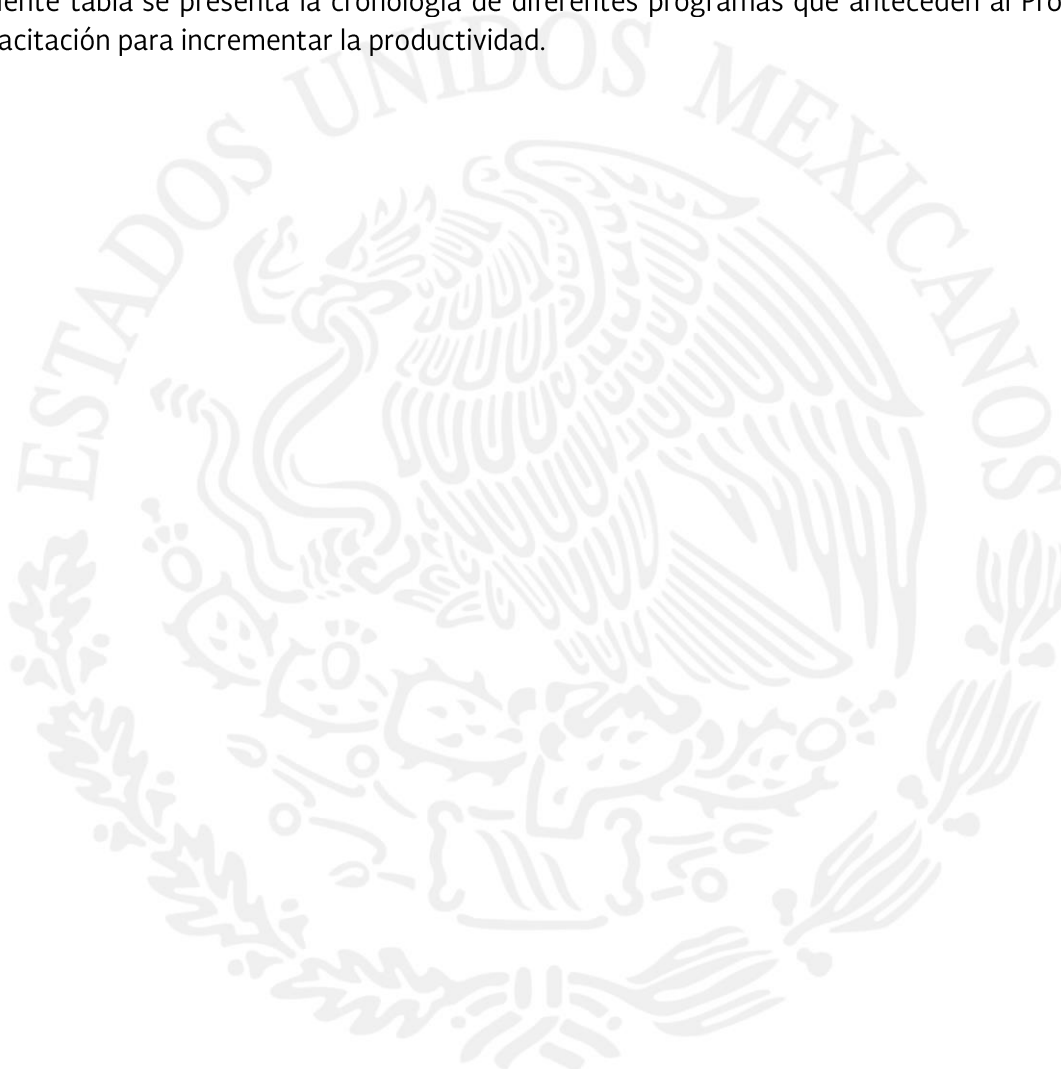 ente tabla se presenta la cronología de diferentes programas que anteceden al Pro
acitación para incrementar la productividad.
ESTADOS UNIDOS MEXICANOS